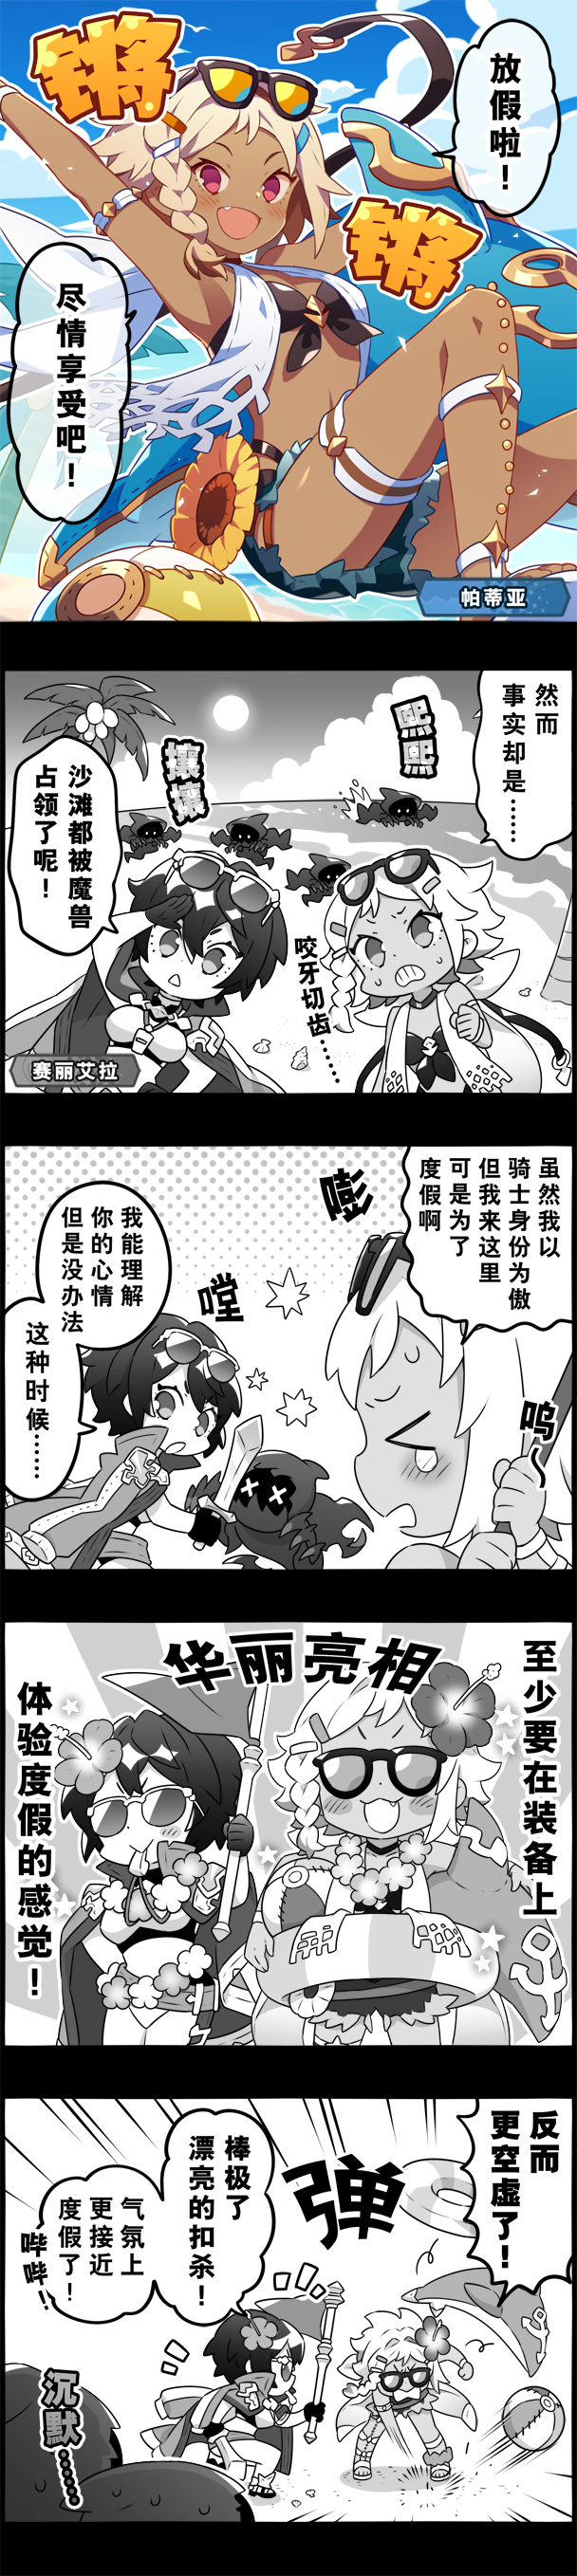 放假啦！
锵
锵
尽情享受吧！
帕蒂亚
然而
事实却是……
熙熙
攘攘
沙滩都被魔兽
占领了呢！
咬牙切齿……
赛丽艾拉
虽然我以
骑士身份为傲
但我来这里
可是为了
度假啊
嘭
嘡
我能理解
你的心情
但是没办法
这种时候……
呜~
至少要在装备上
华丽亮相
体验度假的感觉！
反而
更空虚了！
弹
棒极了
漂亮的扣杀！
气氛上
更接近
度假了！
哔哔！
沉默……